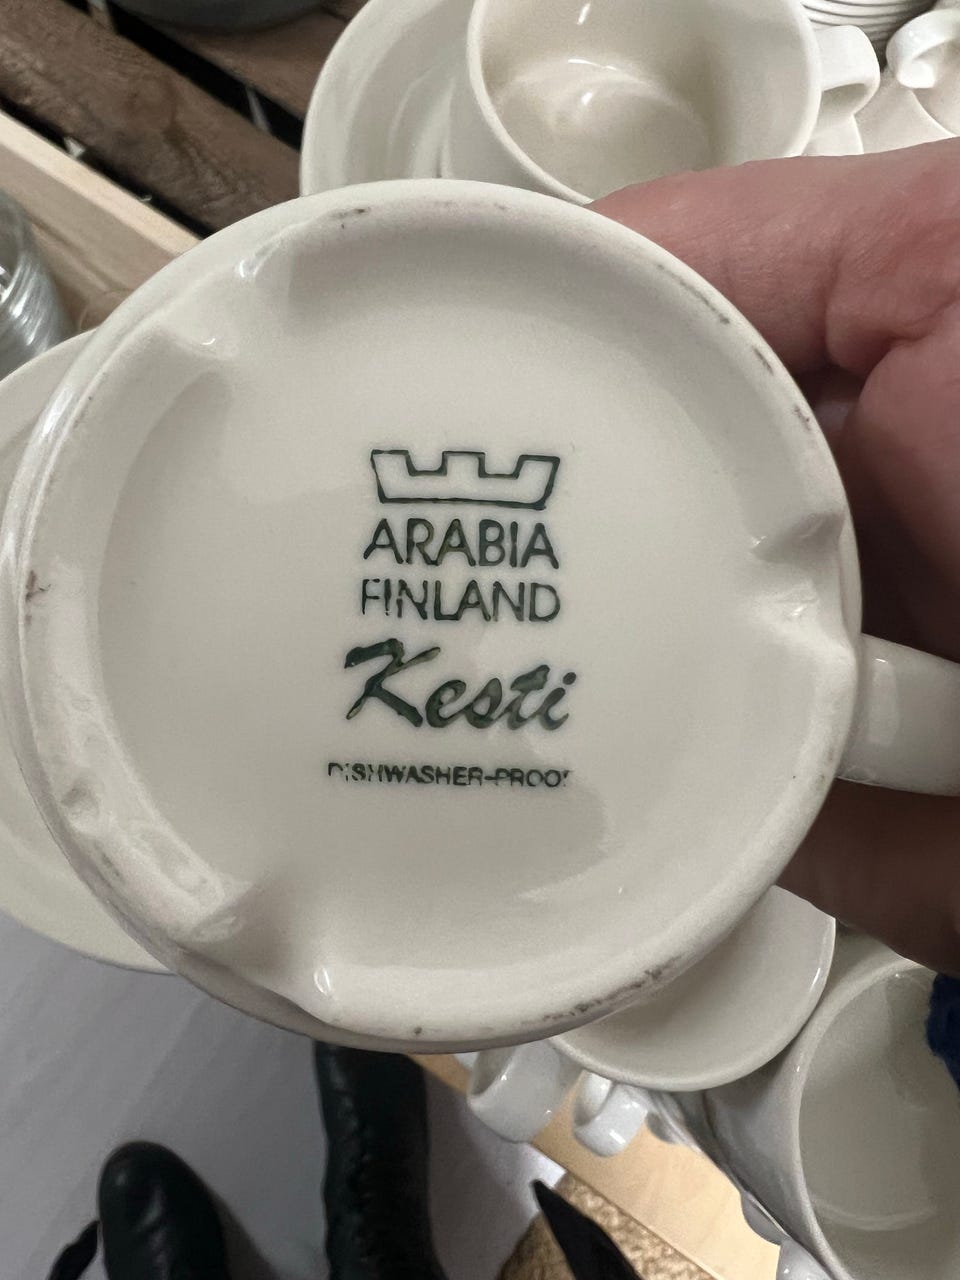 ARABIA
FINLAND
Kesti
DISHWASHER-PROOF